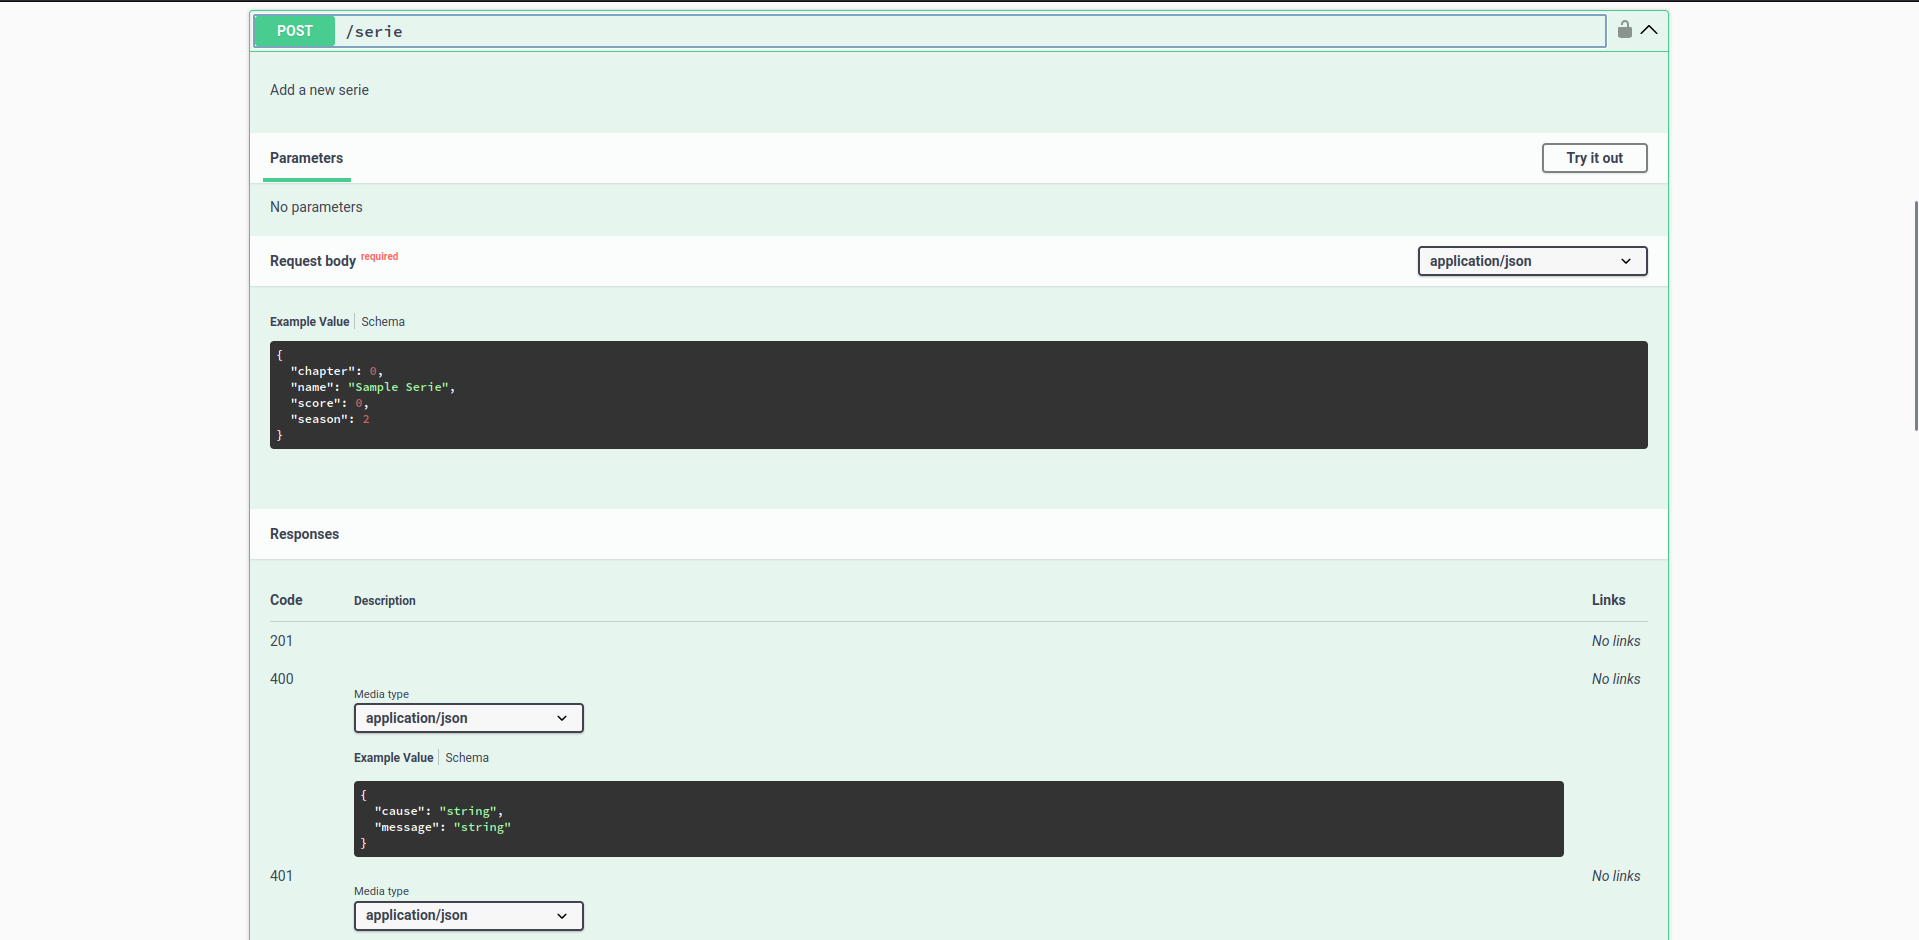 POST /serie
Add a new serie
Parameters Try it out
No parameters
Request body required application/json
Example Value Schema
{
"chapter": 0,
"name": "Sample Serie",
"score": 0,
"season": 2
}
Responses
Code Description Links
201 No links
400 No links
Media type
application/json
Example Value Schema
{
"cause": "string",
"message": "string"
}
401 No links
Media type
application/json